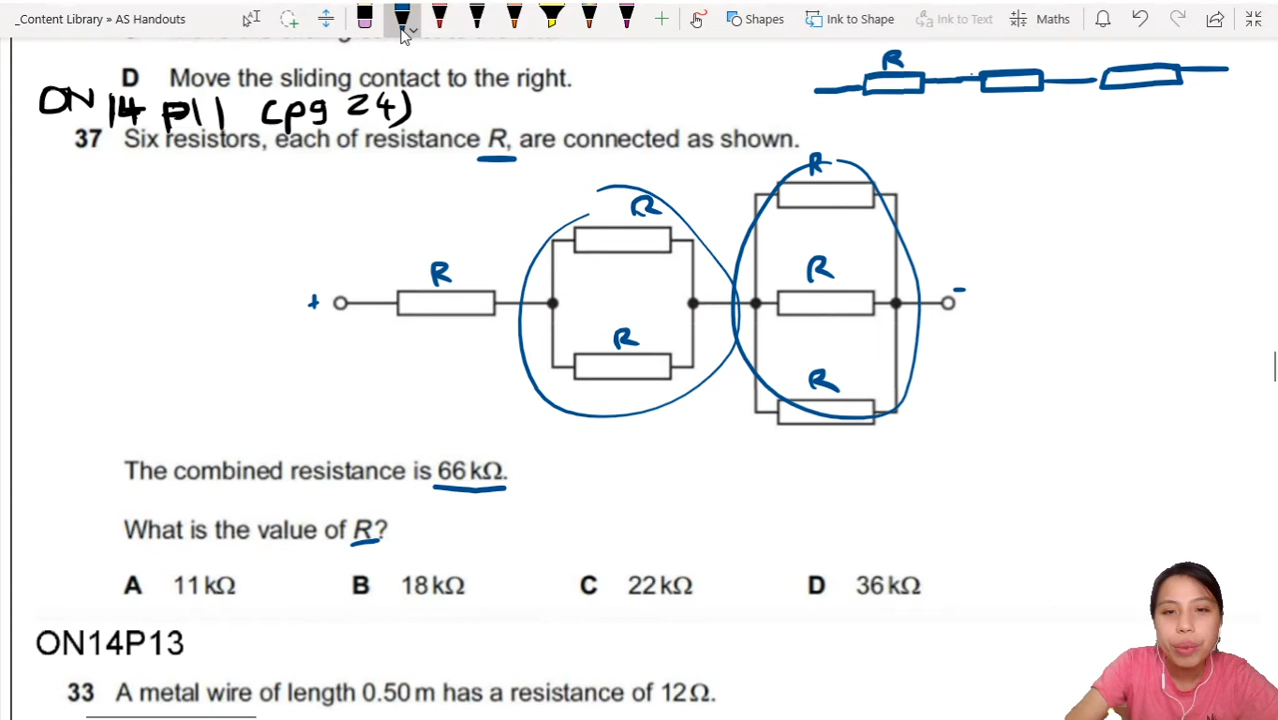 _Content Library » AS Handouts
Shapes
Ink to Shape
Ink to Text
Maths
D Move the sliding contact to the right.
R
ON 14 P11 (pg 24)
37 Six resistors, each of resistance R, are connected as shown.
R
R
R
R
R
R
+
-
The combined resistance is 66 kΩ.
What is the value of R?
A 11 kΩ B 18 kΩ C 22 kΩ D 36 kΩ
ON14P13
33 A metal wire of length 0.50 m has a resistance of 12 Ω.